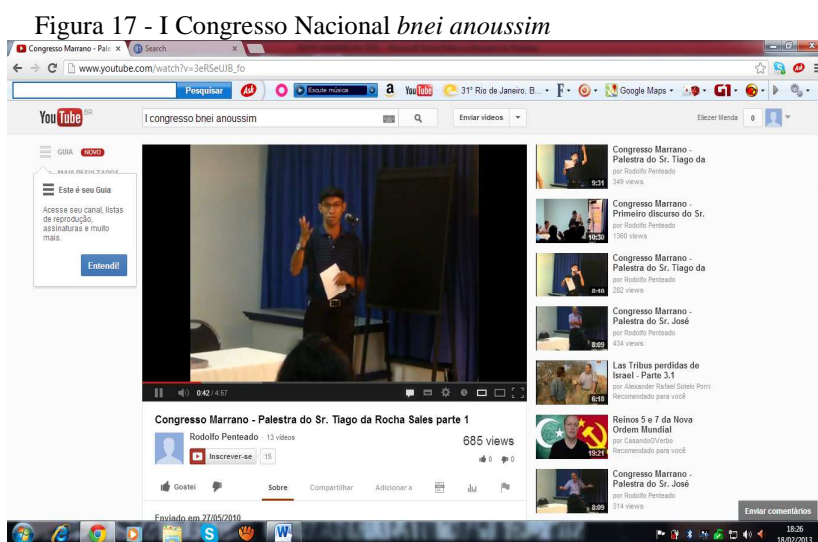 Figura 17 - I Congresso Nacional bnei anoussim
Congresso Marrano - Pale
Search
www.youtube.com/watch?v=3eRSeUJB_fo
Pesquisar
Ask
Escute música
a
YouTube
31° Rio de Janeiro, B...
F
Google Maps
G1
YouTube BR
I congresso bnei anoussim
Enviar vídeos
Eliezer Menda
0
GUIA NOVO
MAIS RESULTADOS
Este é seu Guia
Acesse seu canal, listas
de reprodução,
assinaturas e muito
mais.
Entendi!
0:42 / 4:57
Congresso Marrano - Palestra do Sr. Tiago da Rocha Sales parte 1
Rodolfo Penteado · 13 vídeos
Inscrever-se 15
685 views
0 0
Gostei
Sobre
Compartilhar
Adicionar a
Enviado em 27/05/2010
Congresso Marrano -
Palestra do Sr. Tiago da
por Rodolfo Penteado
349 views
9:31
Congresso Marrano -
Primeiro discurso do Sr.
por Rodolfo Penteado
1360 views
10:30
Congresso Marrano -
Palestra do Sr. Tiago da
por Rodolfo Penteado
282 views
8:10
Congresso Marrano -
Palestra do Sr. José
por Rodolfo Penteado
434 views
8:09
Las Tribus perdidas de
Israel - Parte 3.1
por Alexander Rafael Sotelo Porr
Recomendado para você
6:18
Reinos 5 e 7 da Nova
Ordem Mundial
por CasandoOVerbo
Recomendado para você
19:21
Congresso Marrano -
Palestra do Sr. José
por Rodolfo Penteado
314 views
8:09
Enviar comentários
18:26
18/02/2013